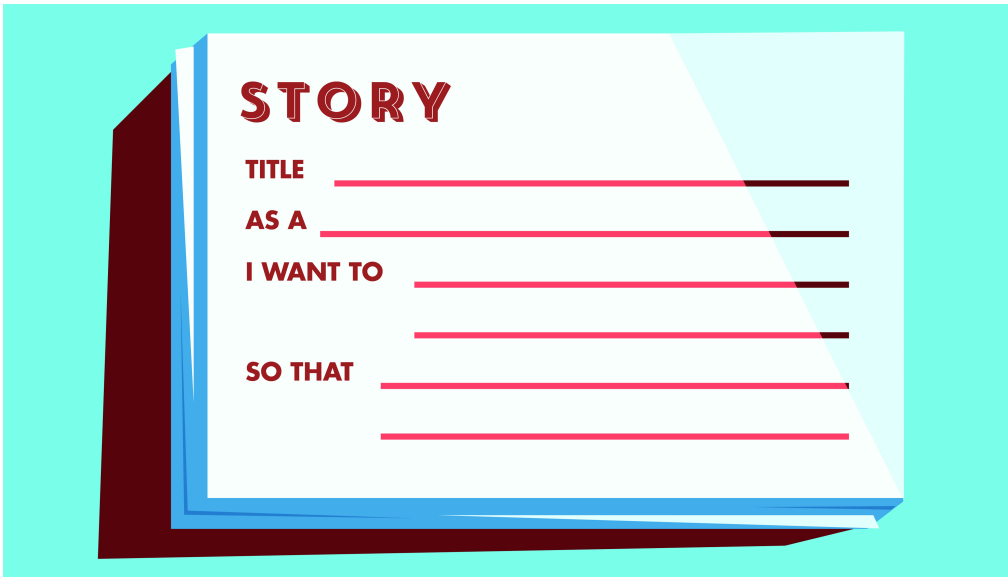 STORY
TITLE
AS A
I WANT TO
SO THAT